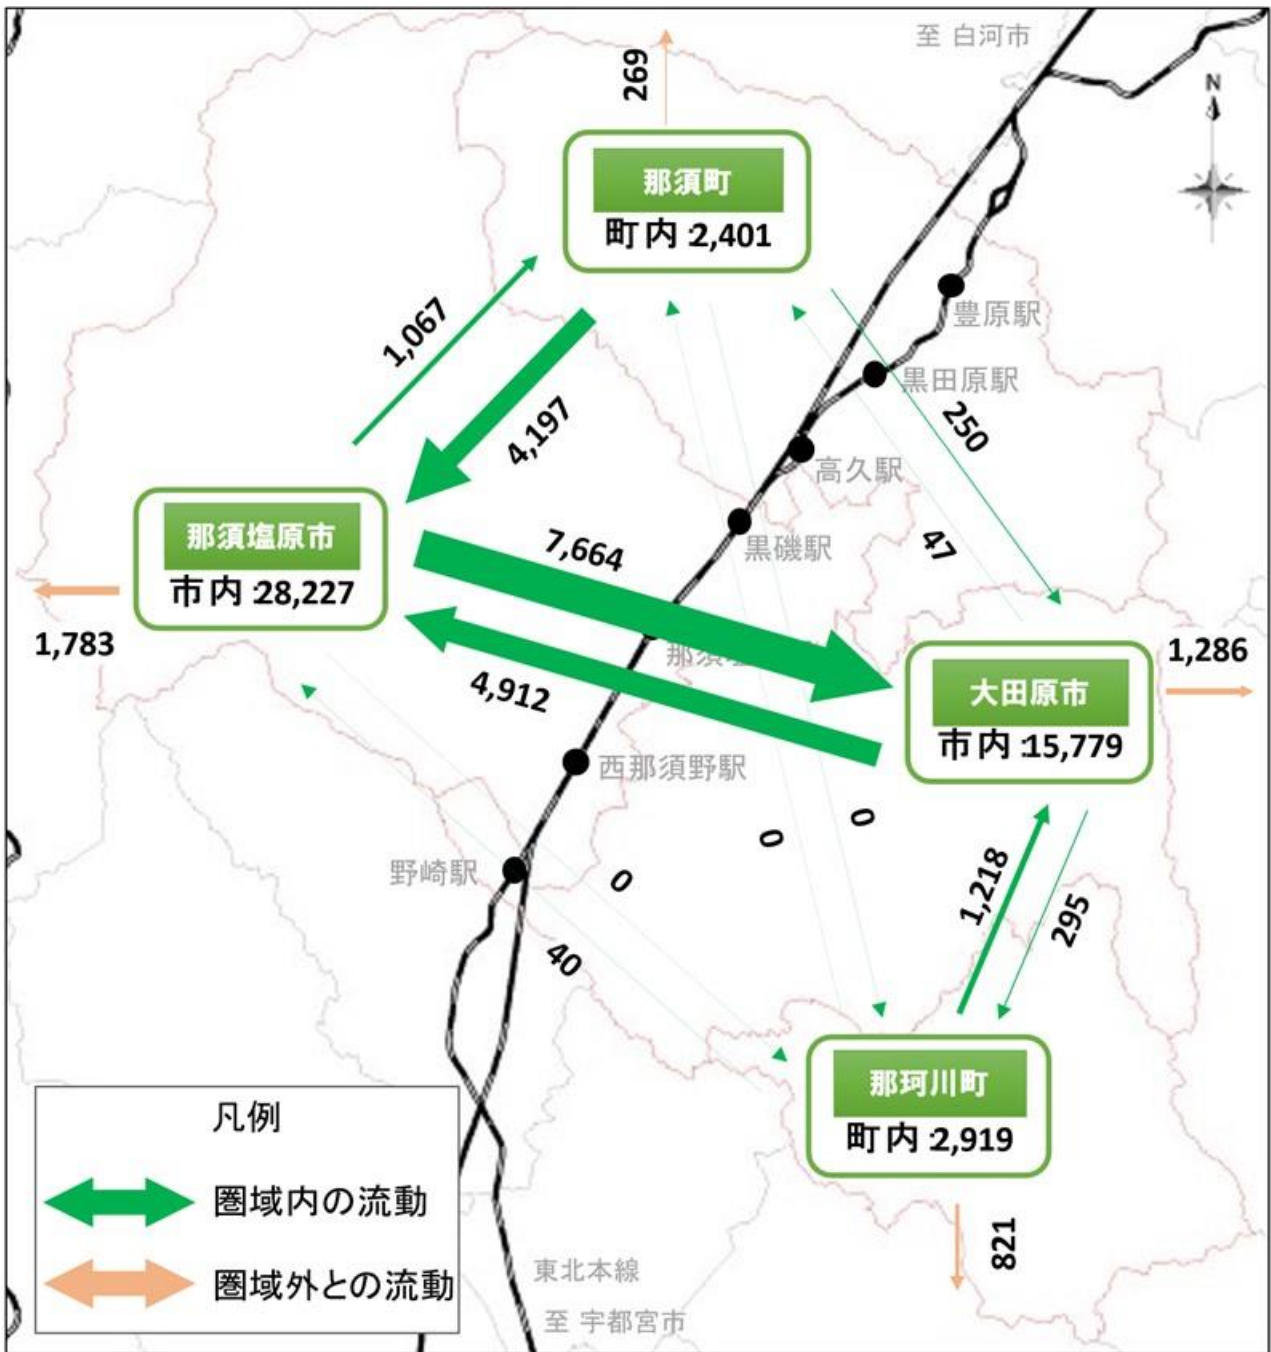 至 白河市
N
269
那須町
町内:2,401
豊原駅
1,067
黒田原駅
4,197
250
高久駅
那須塩原市
市内:28,227
7,664
黒磯駅
47
1,783
那須塩
4,912
1,286
大田原市
市内:15,779
西那須野駅
野崎駅
0
0
0
40
1,218
295
那珂川町
町内:2,919
凡例
圏域内の流動
圏域外との流動
821
東北本線
至 宇都宮市